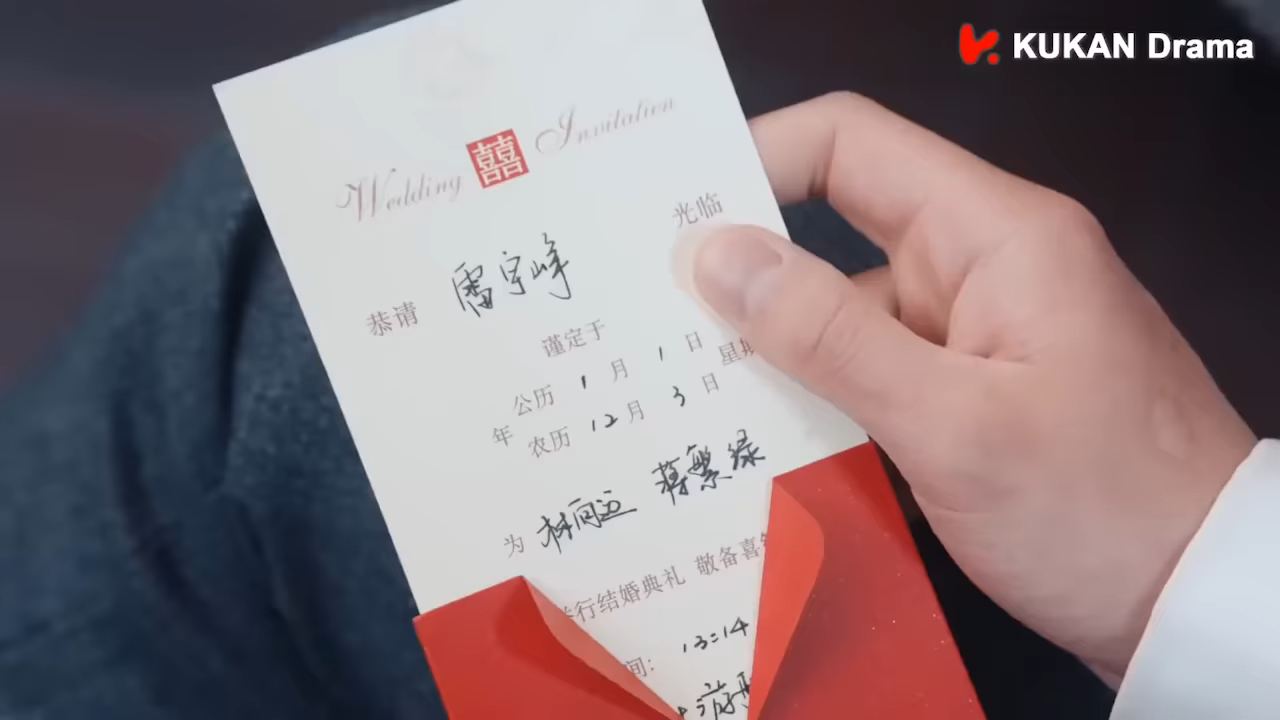 KUKAN Drama
Wedding 囍 Invitation
光临
恭请 雷宇峰
谨定于
公历 1 月 1 日 星期
年 农历 12 月 3 日
为 林向远 蒋繁绿
举行结婚典礼 敬备喜
间: 13:14